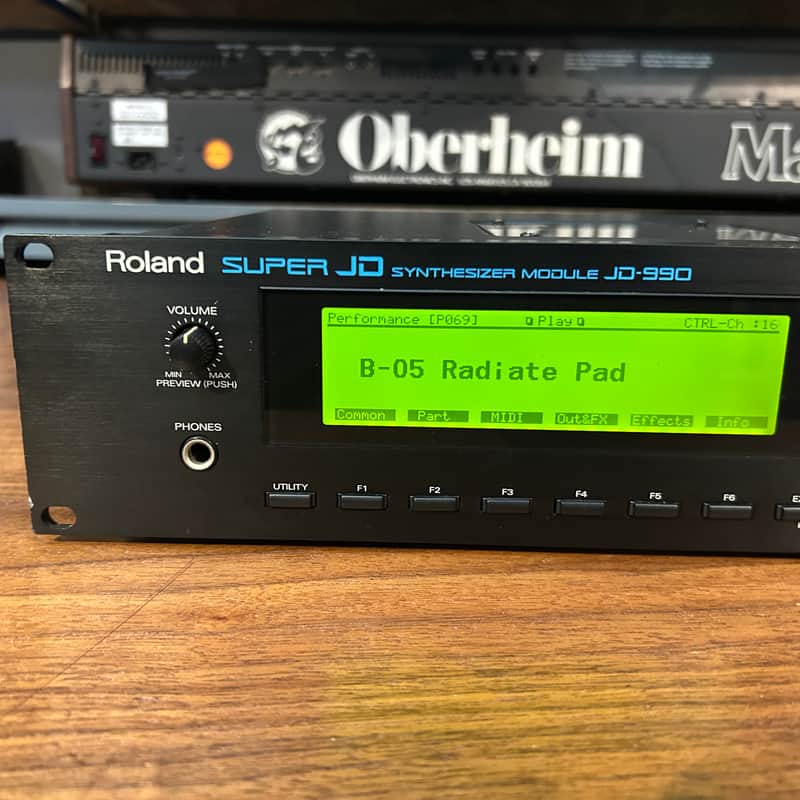 Oberheim
Ma
Roland SUPER JD SYNTHESIZER MODULE JD-990
VOLUME
MIN MAX
PREVIEW (PUSH)
PHONES
Performance [P069] Play CTRL-Ch :16
B-05 Radiate Pad
Common Part MIDI Out&FX Effects Info
UTILITY F1 F2 F3 F4 F5 F6